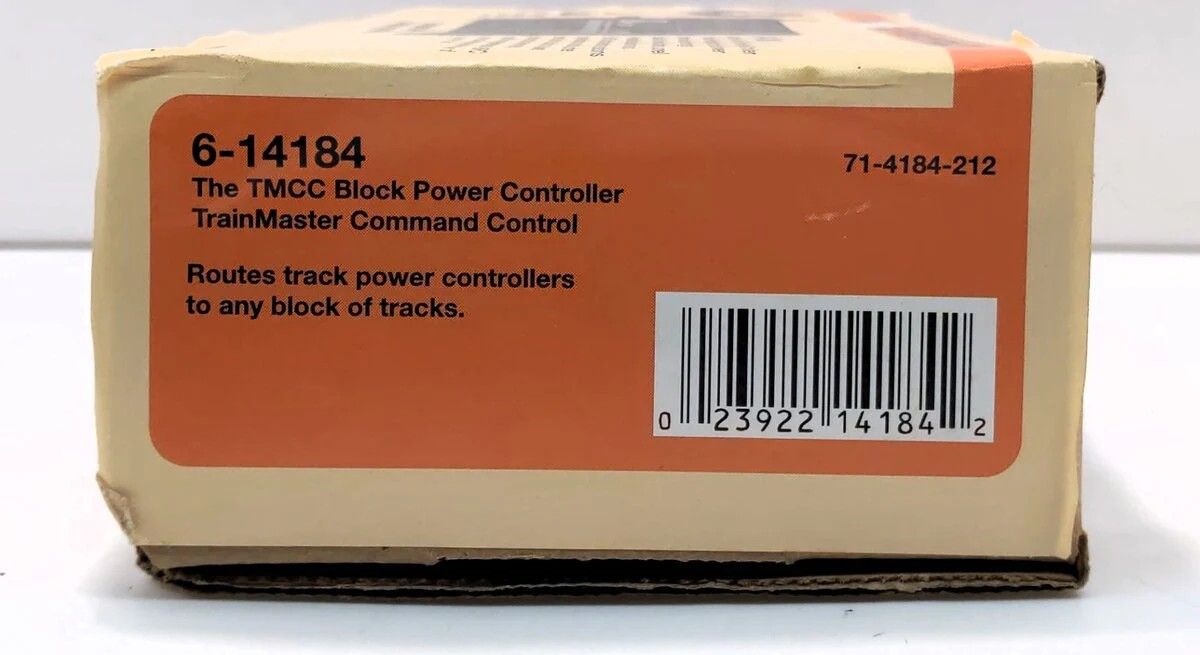 6-14184
The TMCC Block Power Controller
TrainMaster Command Control
71-4184-212
Routes track power controllers
to any block of tracks.
0 23922 14184 2